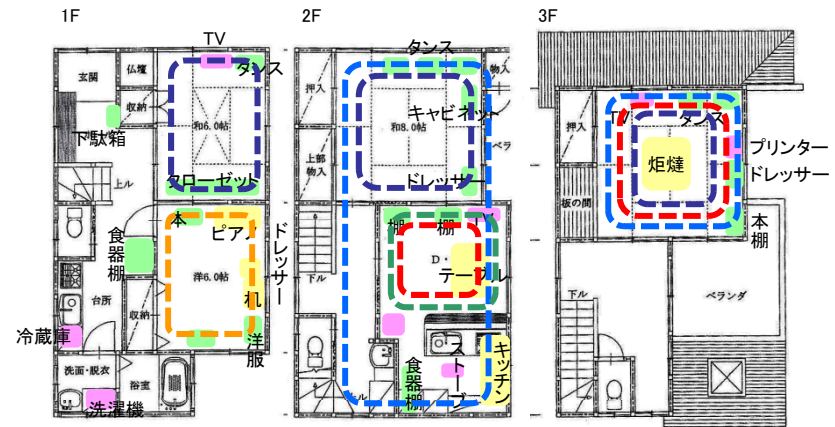 1F
2F
3F
TV
タンス
玄関
仏壇
収納
下駄箱
和6.0帖
クローゼット
上ル
本
ピアノ
ドレッサー
食器棚
洋6.0帖
机
台所
収納
冷蔵庫
洋服
洗面・脱衣
浴室
洗濯機
タンス
押入
物入
キャビネット
和8.0帖
ベラ
上部
物入
ドレッサー
棚
棚
TV
D・
テーブル
下ル
食器棚
ストーブ
キッチン
ル
TV
タンス
押入
プリンター
炬燵
ドレッサー
板の間
本棚
下ル
ベランダ